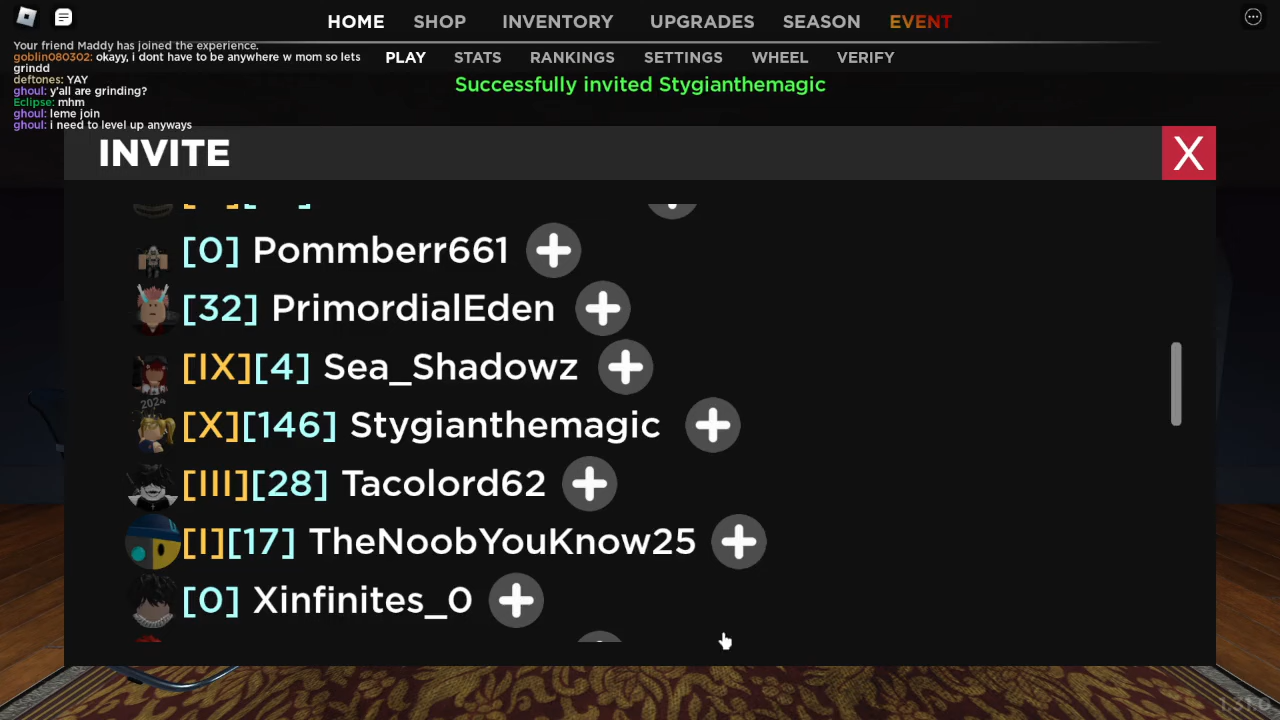 HOME SHOP INVENTORY UPGRADES SEASON EVENT
Your friend Maddy has joined the experience.
goblin080302: okayy, i dont have to be anywhere w mom so lets
grindd
deftones: YAY
ghoul: y'all are grinding?
Eclipse: mhm
ghoul: leme join
ghoul: i need to level up anyways
PLAY STATS RANKINGS SETTINGS WHEEL VERIFY
Successfully invited Stygianthemagic
INVITE X
[0] Pommberr661
[32] PrimordialEden
[IX][4] Sea_Shadowz
2024
[X][146] Stygianthemagic
[III][28] Tacolord62
[I][17] TheNoobYouKnow25
[0] Xinfinites_0